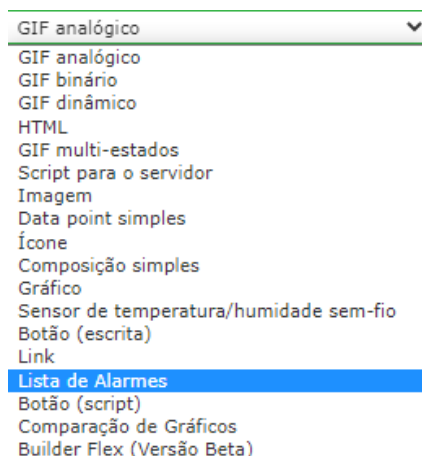 GIF analógico
GIF analógico
GIF binário
GIF dinâmico
HTML
GIF multi-estados
Script para o servidor
Imagem
Data point simples
Ícone
Composição simples
Gráfico
Sensor de temperatura/humidade sem-fio
Botão (escrita)
Link
Lista de Alarmes
Botão (script)
Comparação de Gráficos
Builder Flex (Versão Beta)